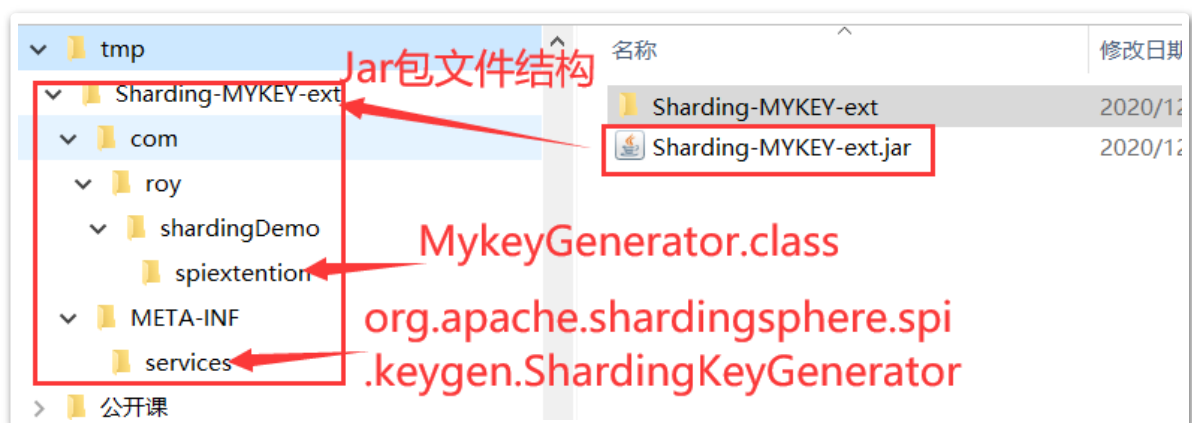 tmp
Sharding-MYKEY-ext
com
roy
shardingDemo
spiextention
META-INF
services
公开课
Jar包文件结构
名称
修改日期
Sharding-MYKEY-ext
2020/12
Sharding-MYKEY-ext.jar
2020/12
MykeyGenerator.class
org.apache.shardingsphere.spi
.keygen.ShardingKeyGenerator